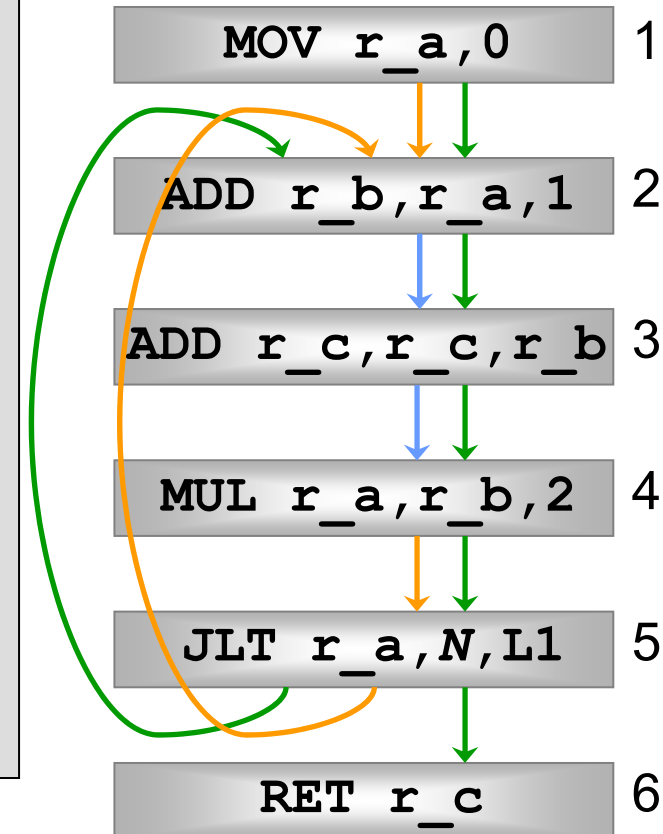 MOV r_a,0 1
ADD r_b,r_a,1 2
ADD r_c,r_c,r_b 3
MUL r_a,r_b,2 4
JLT r_a,N,L1 5
RET r_c 6